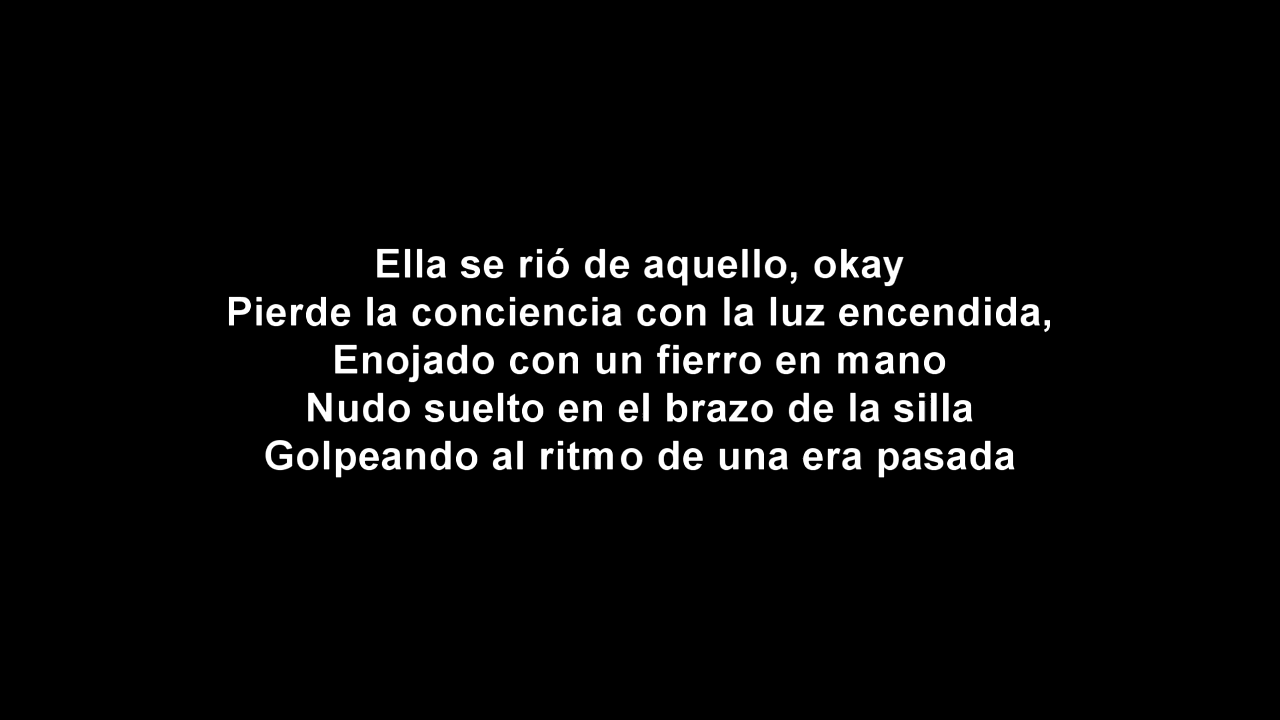 Ella se rió de aquello, okay
Pierde la conciencia con la luz encendida,
Enojado con un fierro en mano
Nudo suelto en el brazo de la silla
Golpeando al ritmo de una era pasada